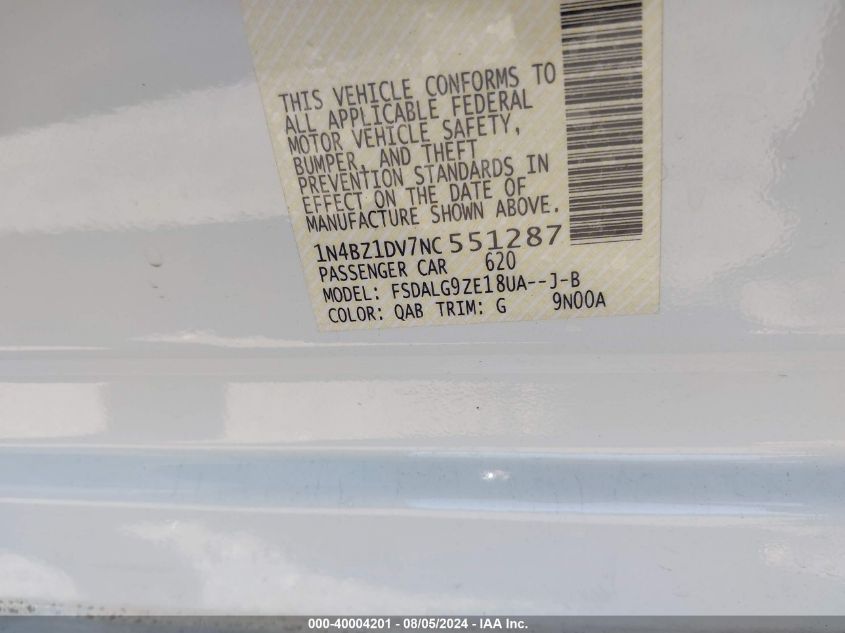 THIS VEHICLE CONFORMS TO
ALL APPLICABLE FEDERAL
MOTOR VEHICLE SAFETY,
BUMPER, AND THEFT
PREVENTION STANDARDS IN
EFFECT ON THE DATE OF
MANUFACTURE SHOWN ABOVE.
1N4BZ1DV7NC 551287
PASSENGER CAR 620
MODEL: FSDALG9ZE18UA--J-B
COLOR: QAB TRIM: G 9N00A
000-40004201 - 08/05/2024 - IAA Inc.